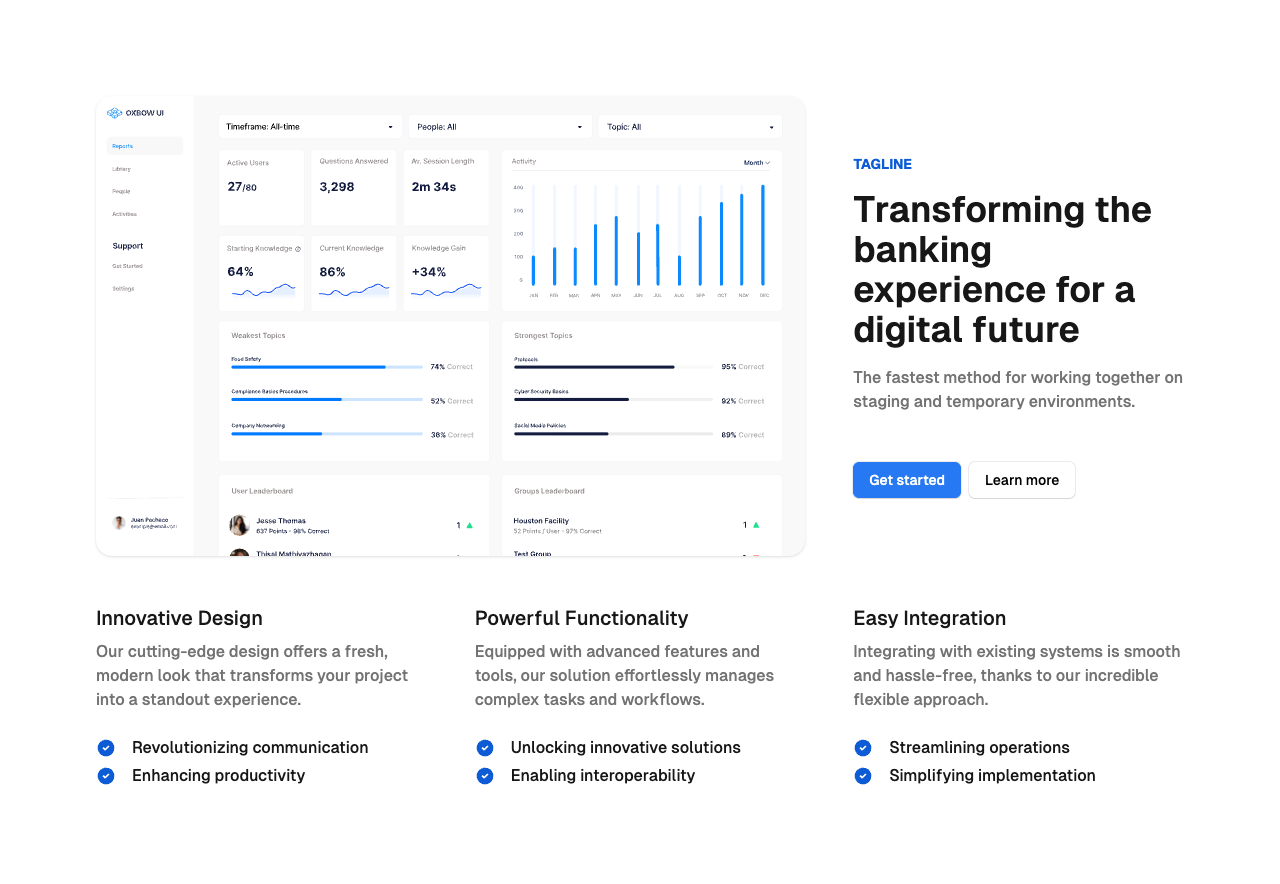 OXBOW UI
Reports
Library
People
Activities
Support
Get Started
Settings
Juan Pacheco
Timeframe: All-time
People: All
Topic: All
Active Users
27/80
Questions Answered
3,298
Av. Session Length
2m 34s
Starting Knowledge
64%
Current Knowledge
86%
Knowledge Gain
+34%
Activity
Month
400
300
200
100
0
JAN FEB MAR APR MAY JUN JUL AUG SEP OCT NOV DEC
Weakest Topics
Food Safety
74% Correct
Compliance Basics Procedures
52% Correct
Company Networking
36% Correct
Strongest Topics
Protocols
95% Correct
Cyber Security Basics
92% Correct
Social Media Policies
89% Correct
User Leaderboard
Jesse Thomas
637 Points - 98% Correct
1
Thisal Mathiyazhagan
Groups Leaderboard
Houston Facility
52 Points / User - 97% Correct
1
Test Group
TAGLINE
Transforming the
banking
experience for a
digital future
The fastest method for working together on
staging and temporary environments.
Get started
Learn more
Innovative Design
Our cutting-edge design offers a fresh,
modern look that transforms your project
into a standout experience.
Revolutionizing communication
Enhancing productivity
Powerful Functionality
Equipped with advanced features and
tools, our solution effortlessly manages
complex tasks and workflows.
Unlocking innovative solutions
Enabling interoperability
Easy Integration
Integrating with existing systems is smooth
and hassle-free, thanks to our incredible
flexible approach.
Streamlining operations
Simplifying implementation